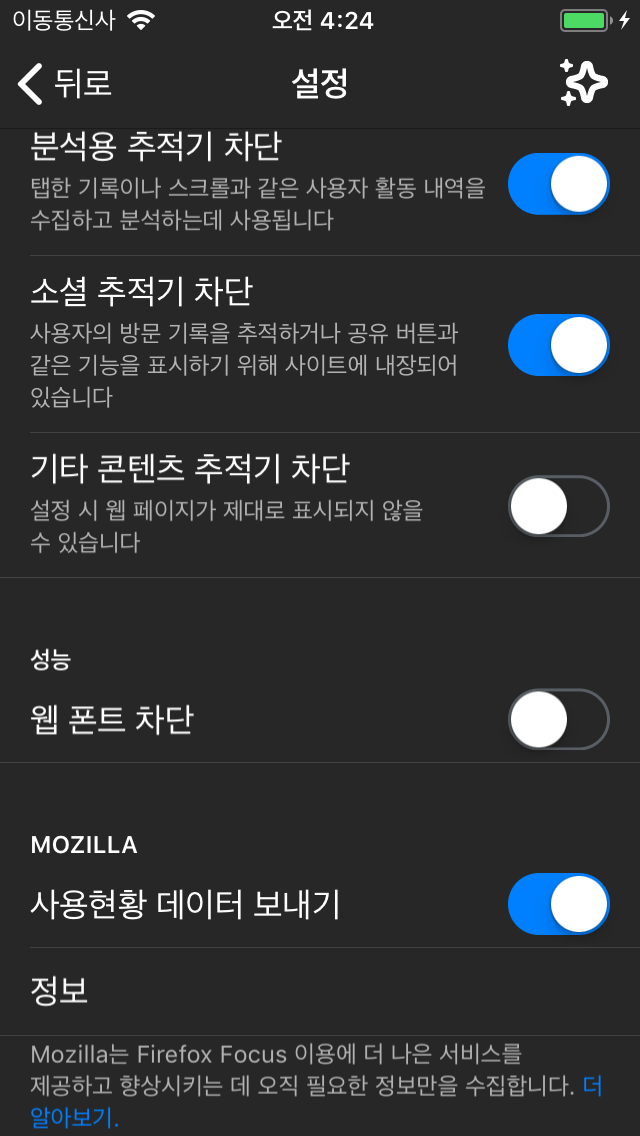 이동통신사
오전 4:24
뒤로
설정
분석용 추적기 차단
탭한 기록이나 스크롤과 같은 사용자 활동 내역을
수집하고 분석하는데 사용됩니다
소셜 추적기 차단
사용자의 방문 기록을 추적하거나 공유 버튼과
같은 기능을 표시하기 위해 사이트에 내장되어
있습니다
기타 콘텐츠 추적기 차단
설정 시 웹 페이지가 제대로 표시되지 않을
수 있습니다
성능
웹 폰트 차단
MOZILLA
사용현황 데이터 보내기
정보
Mozilla는 Firefox Focus 이용에 더 나은 서비스를
제공하고 향상시키는 데 오직 필요한 정보만을 수집합니다. 더
알아보기.